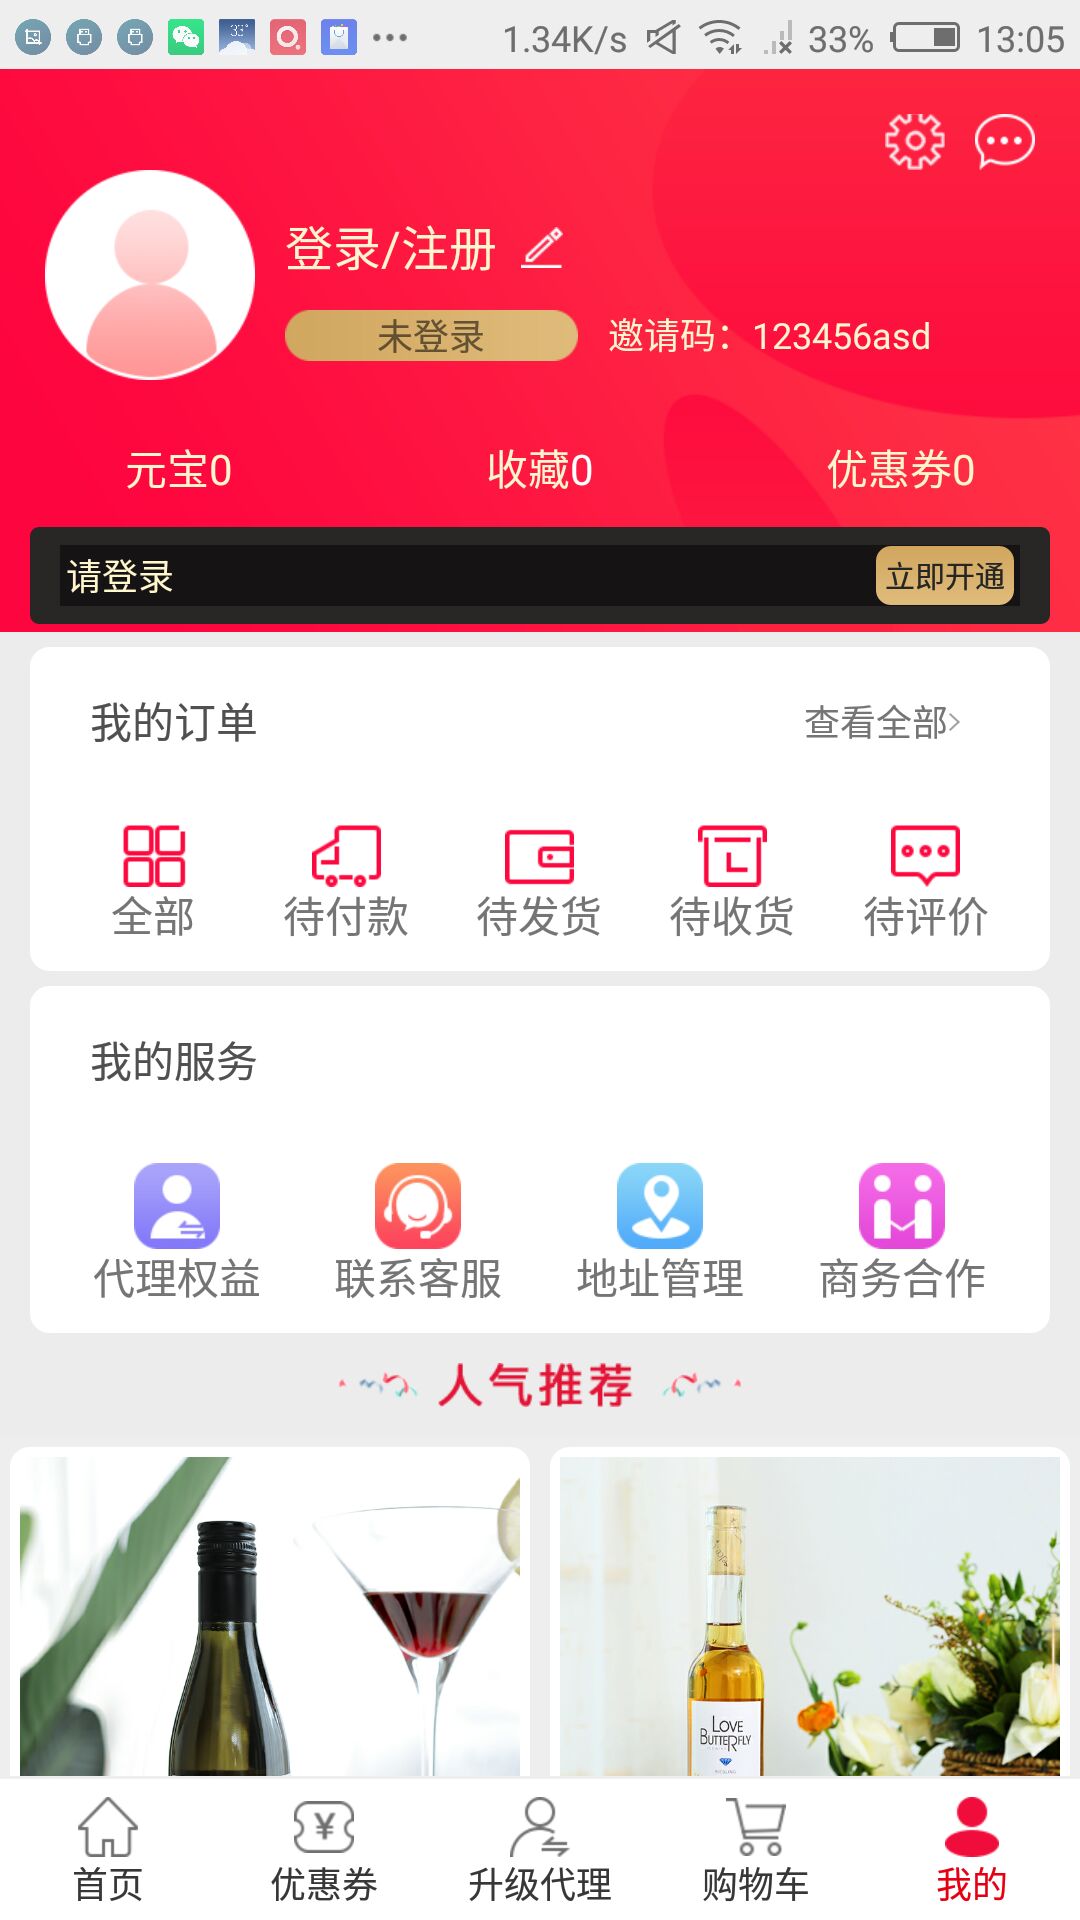 1.34K/s 33% 13:05
33°
登录/注册
未登录 邀请码：123456asd
元宝0 收藏0 优惠券0
请登录 立即开通
我的订单 查看全部>
全部 待付款 待发货 待收货 待评价
我的服务
代理权益 联系客服 地址管理 商务合作
人气推荐
LOVE
BUTTERFLY
RIESLING
¥
首页 优惠券 升级代理 购物车 我的